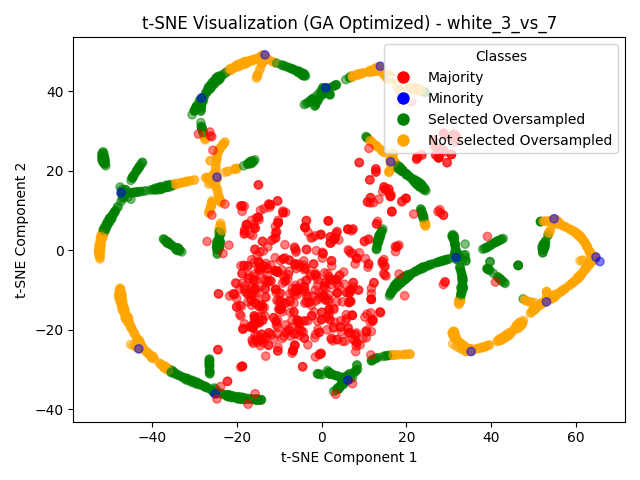 t-SNE Visualization (GA Optimized) - white_3_vs_7
Classes
Majority
Minority
Selected Oversampled
Not selected Oversampled
t-SNE Component 2
40
20
0
−20
−40
−40 −20 0 20 40 60
t-SNE Component 1